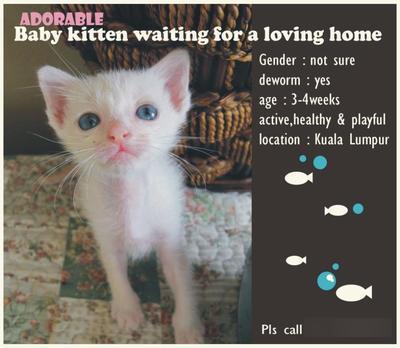 ADORABLE
Baby kitten waiting for a loving home
Gender : not sure
deworm : yes
age : 3-4weeks
active,healthy & playful
location : Kuala Lumpur
Pls call